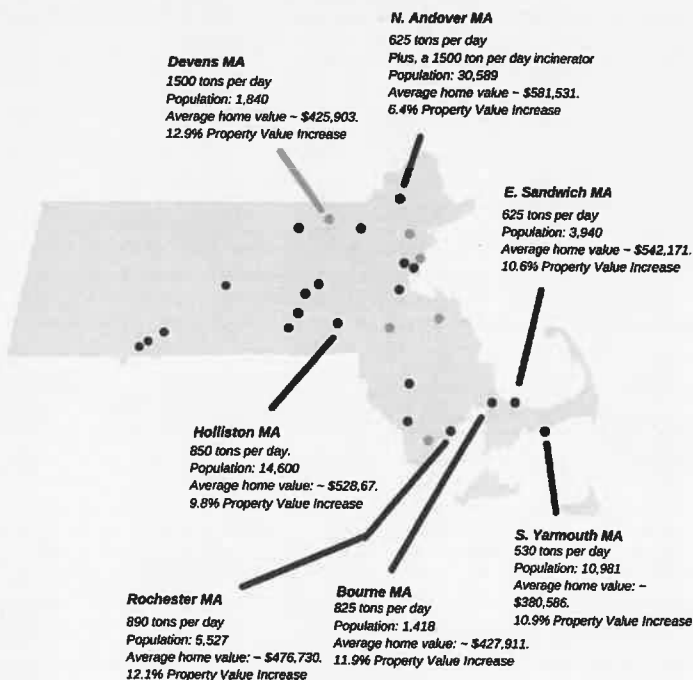 N. Andover MA
625 tons per day
Plus, a 1500 ton per day incinerator
Population: 30,589
Average home value ~ $581,531.
6.4% Property Value Increase
Devens MA
1500 tons per day
Population: 1,840
Average home value ~ $425,903.
12.9% Property Value Increase
E. Sandwich MA
625 tons per day
Population: 3,940
Average home value ~ $542,171.
10.6% Property Value Increase
Holliston MA
850 tons per day.
Population: 14,600
Average home value: ~ $528,67.
9.8% Property Value Increase
S. Yarmouth MA
530 tons per day
Population: 10,981
Average home value: ~
$380,586.
10.9% Property Value Increase
Rochester MA
890 tons per day
Population: 5,527
Average home value: ~ $476,730.
12.1% Property Value Increase
Bourne MA
825 tons per day
Population: 1,418
Average home value: ~ $427,911.
11.9% Property Value Increase